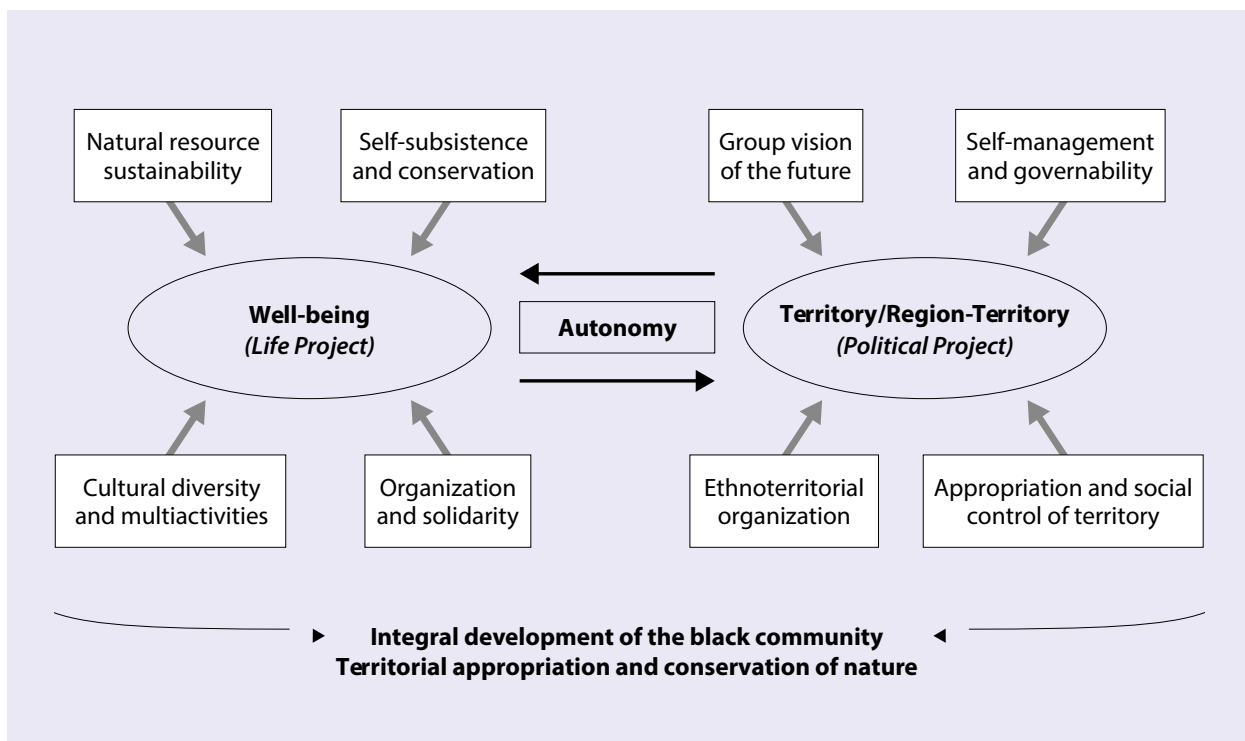 Natural resource
sustainability
Self-subsistence
and conservation
Group vision
of the future
Self-management
and governability
Well-being
(Life Project)
Autonomy
Territory/Region-Territory
(Political Project)
Cultural diversity
and multiactivities
Organization
and solidarity
Ethnoterritorial
organization
Appropriation and social
control of territory
Integral development of the black community
Territorial appropriation and conservation of nature